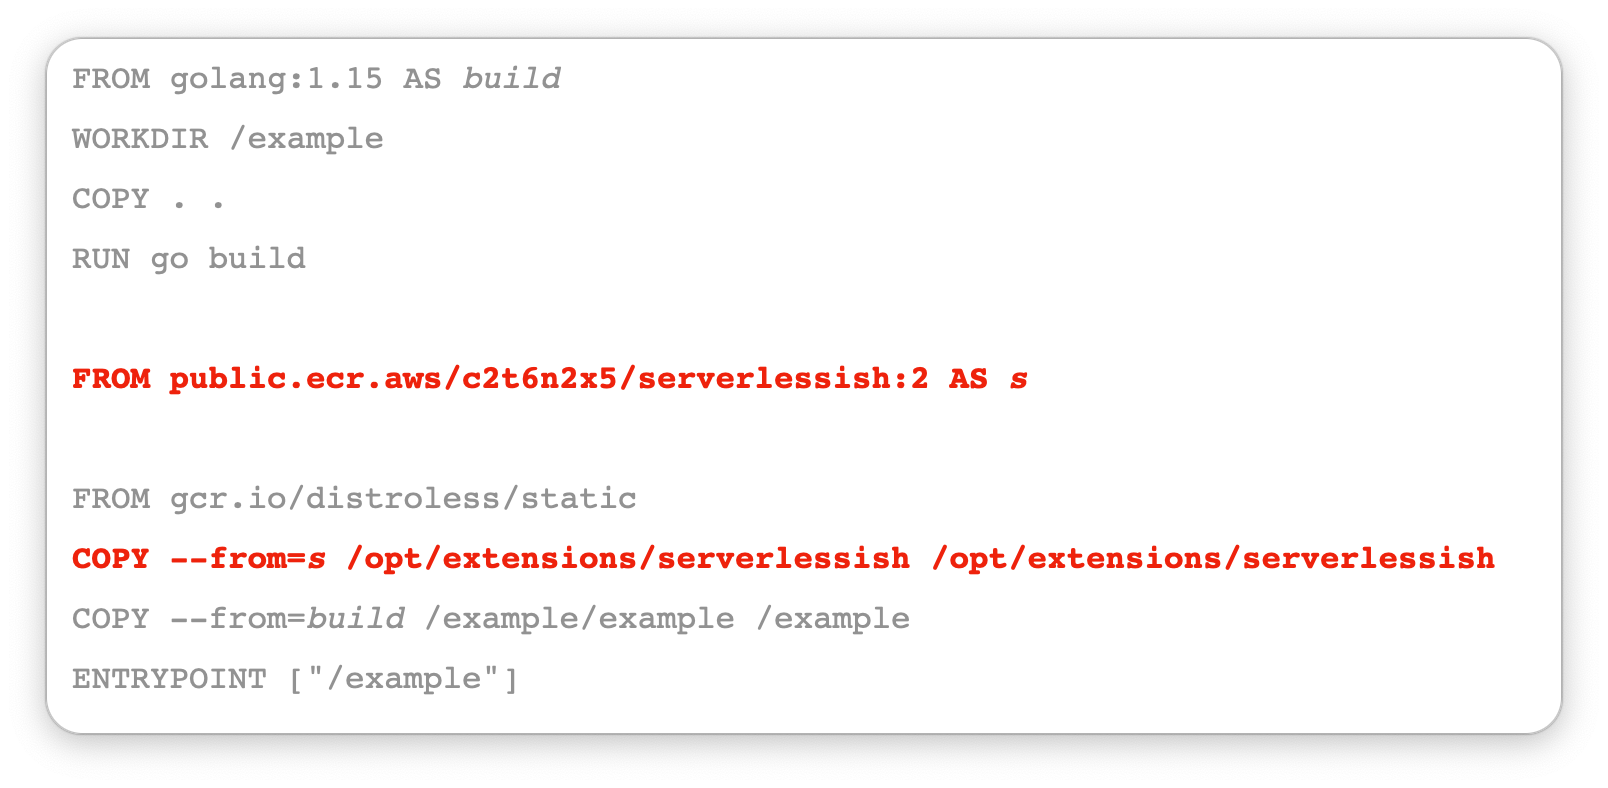 FROM golang:1.15 AS build
WORKDIR /example
COPY . .
RUN go build
FROM public.ecr.aws/c2t6n2x5/serverlessish:2 AS s
FROM gcr.io/distroless/static
COPY --from=s /opt/extensions/serverlessish /opt/extensions/serverlessish
COPY --from=build /example/example /example
ENTRYPOINT ["/example"]